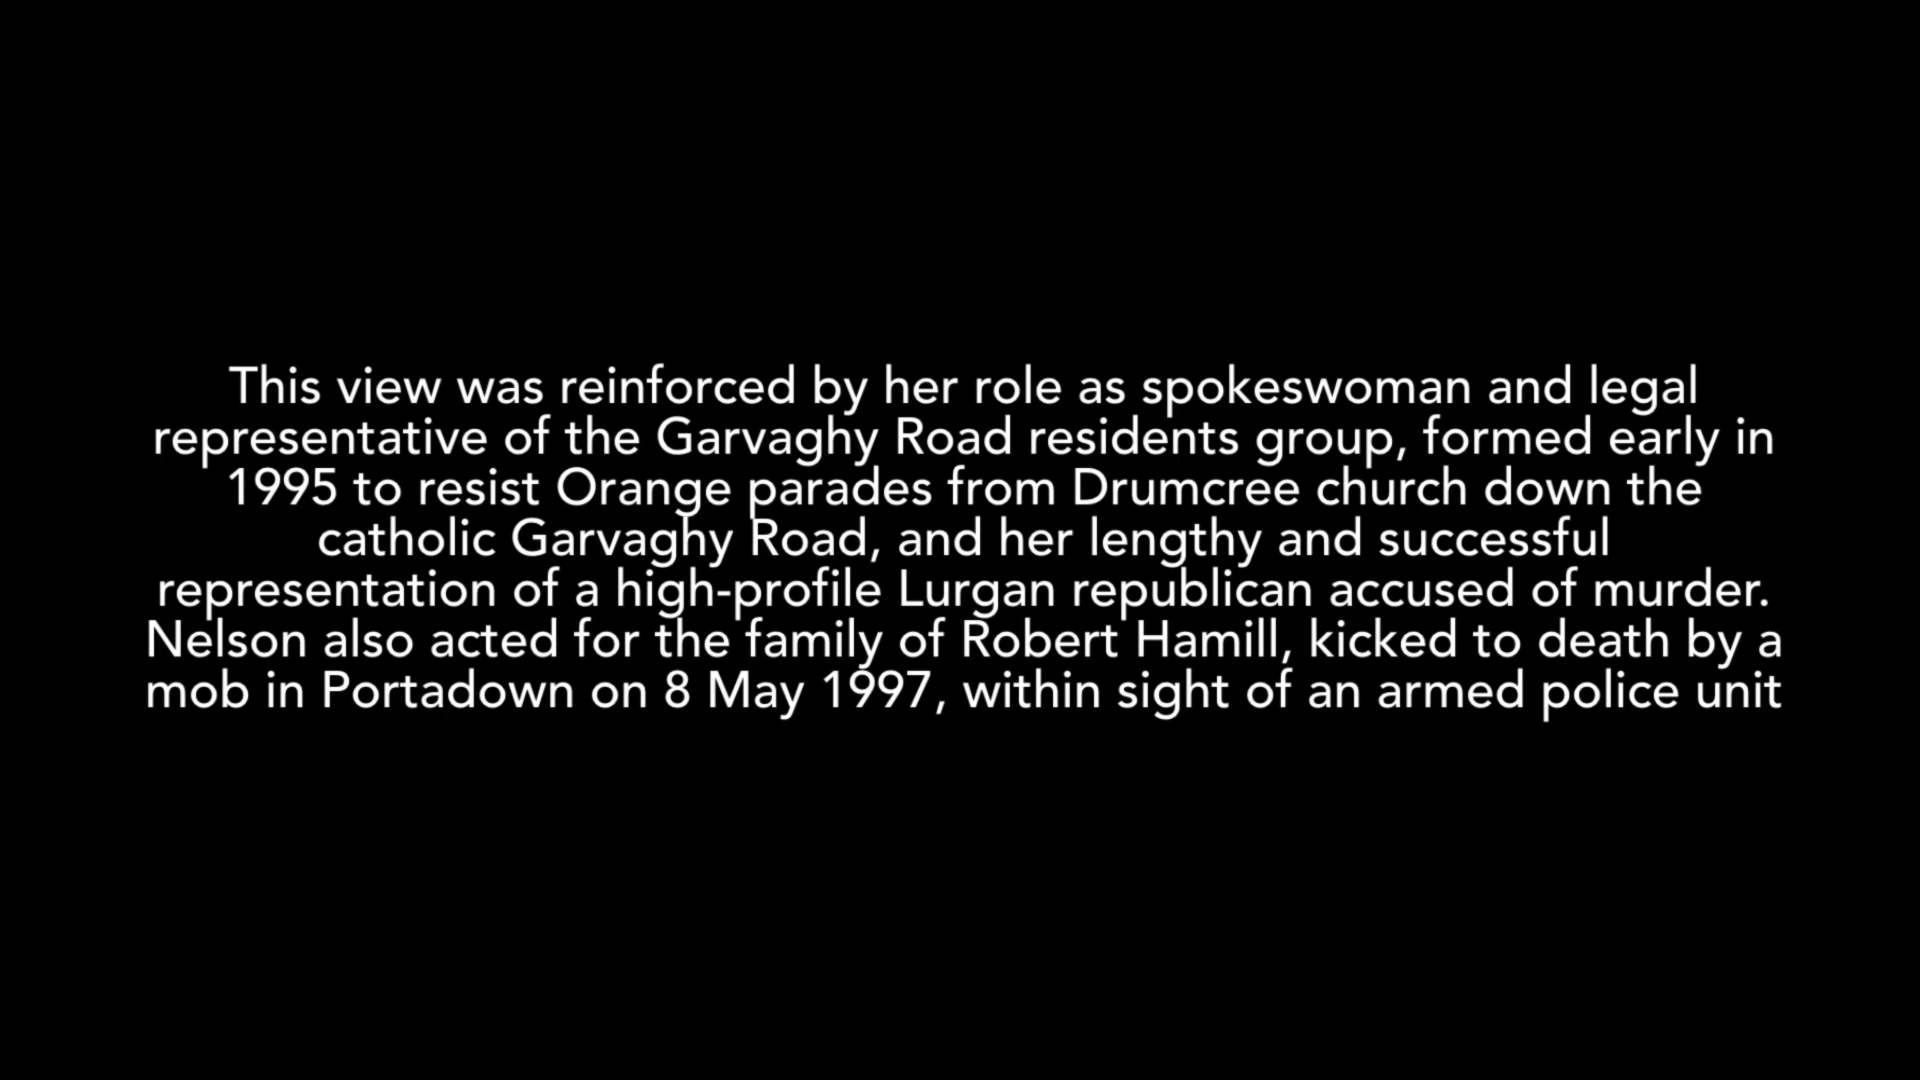 This view was reinforced by her role as spokeswoman and legal
representative of the Garvaghy Road residents group, formed early in
1995 to resist Orange parades from Drumcree church down the
catholic Garvaghy Road, and her lengthy and successful
representation of a high-profile Lurgan republican accused of murder.
Nelson also acted for the family of Robert Hamill, kicked to death by a
mob in Portadown on 8 May 1997, within sight of an armed police unit